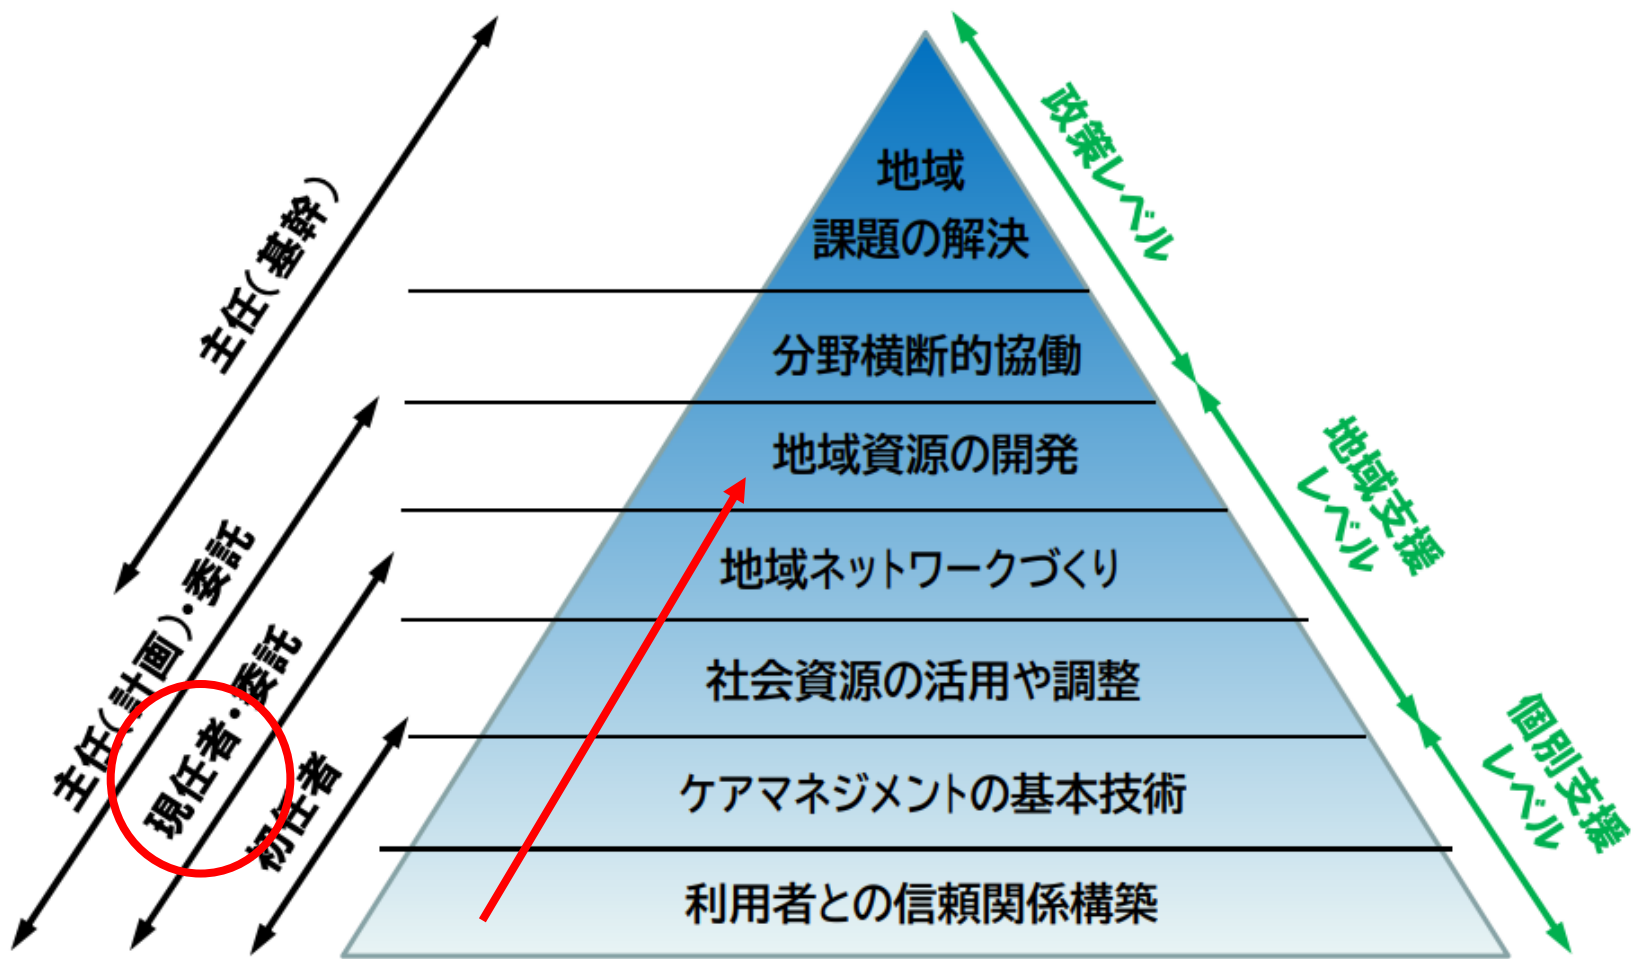 地域
課題の解決
分野横断的協働
地域資源の開発
地域ネットワークづくり
社会資源の活用や調整
ケアマネジメントの基本技術
利用者との信頼関係構築
主任(基幹)
主任(計画)・委託
現任者・委託
初任者
政策レベル
地域支援
レベル
個別支援
レベル